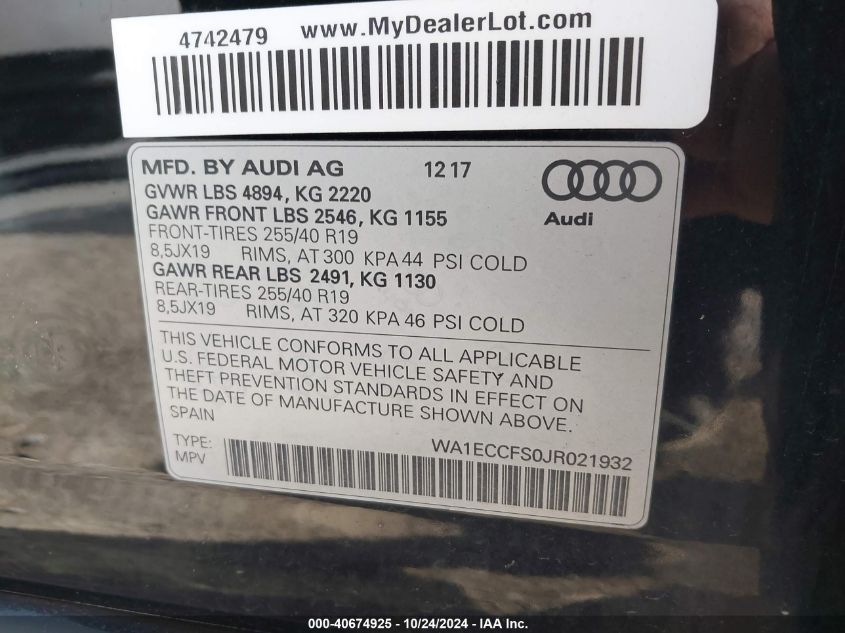 4742479 www.MyDealerLot.com
MFD. BY AUDI AG 12 17
GVWR LBS 4894, KG 2220
GAWR FRONT LBS 2546, KG 1155
Audi
FRONT-TIRES 255/40 R19
8,5JX19 RIMS, AT 300 KPA 44 PSI COLD
GAWR REAR LBS 2491, KG 1130
REAR-TIRES 255/40 R19
8,5JX19 RIMS, AT 320 KPA 46 PSI COLD
THIS VEHICLE CONFORMS TO ALL APPLICABLE
U.S. FEDERAL MOTOR VEHICLE SAFETY AND
THEFT PREVENTION STANDARDS IN EFFECT ON
THE DATE OF MANUFACTURE SHOWN ABOVE.
SPAIN
TYPE: WA1ECCFS0JR021932
MPV
000-40674925 - 10/24/2024 - IAA Inc.